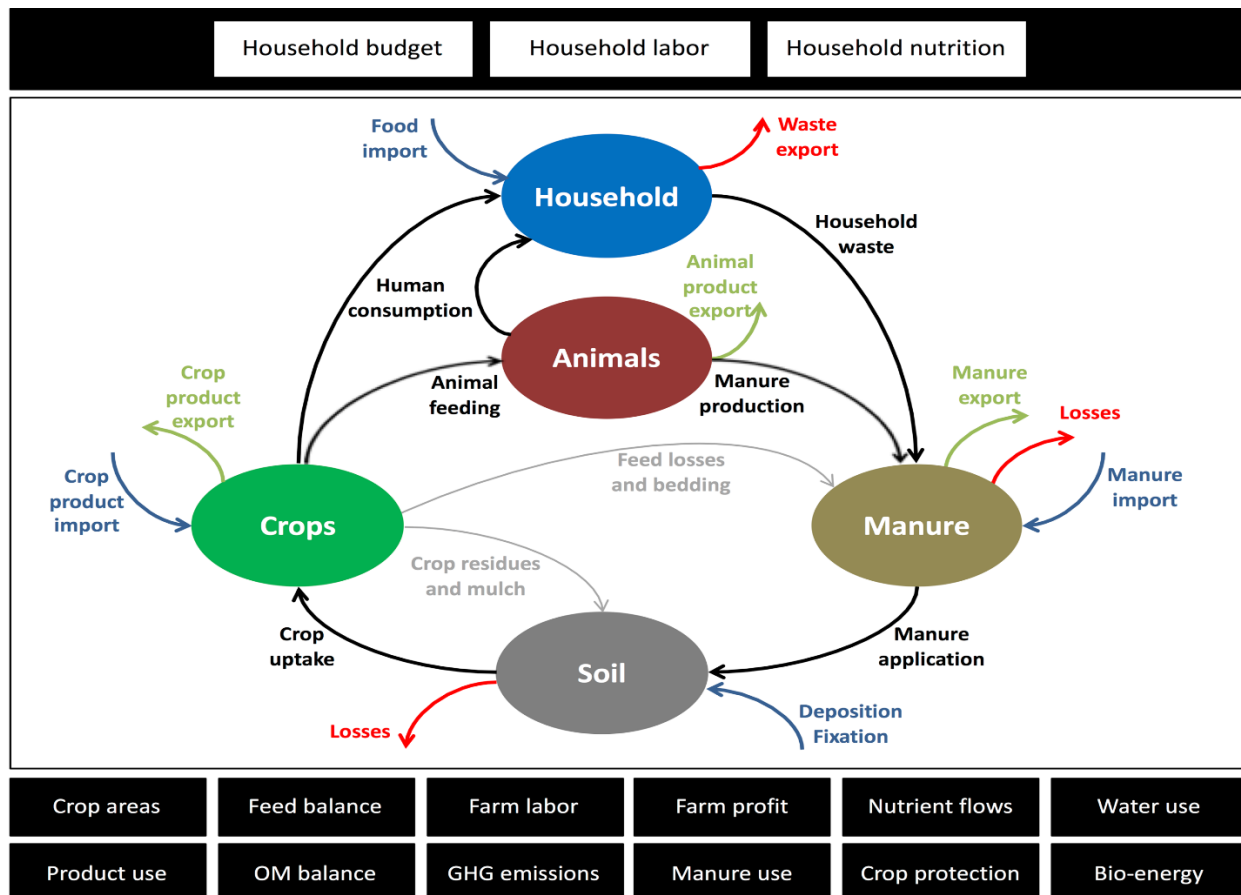 Household budget
Household labor
Household nutrition
Food
import
Waste
export
Household
Household
waste
Human
consumption
Animal
product
export
Animals
Crop
product
export
Animal
feeding
Manure
production
Manure
export
Losses
Crop
product
import
Feed losses
and bedding
Manure
import
Crops
Manure
Crop residues
and mulch
Crop
uptake
Soil
Manure
application
Losses
Deposition
Fixation
Crop areas
Feed balance
Farm labor
Farm profit
Nutrient flows
Water use
Product use
OM balance
GHG emissions
Manure use
Crop protection
Bio-energy